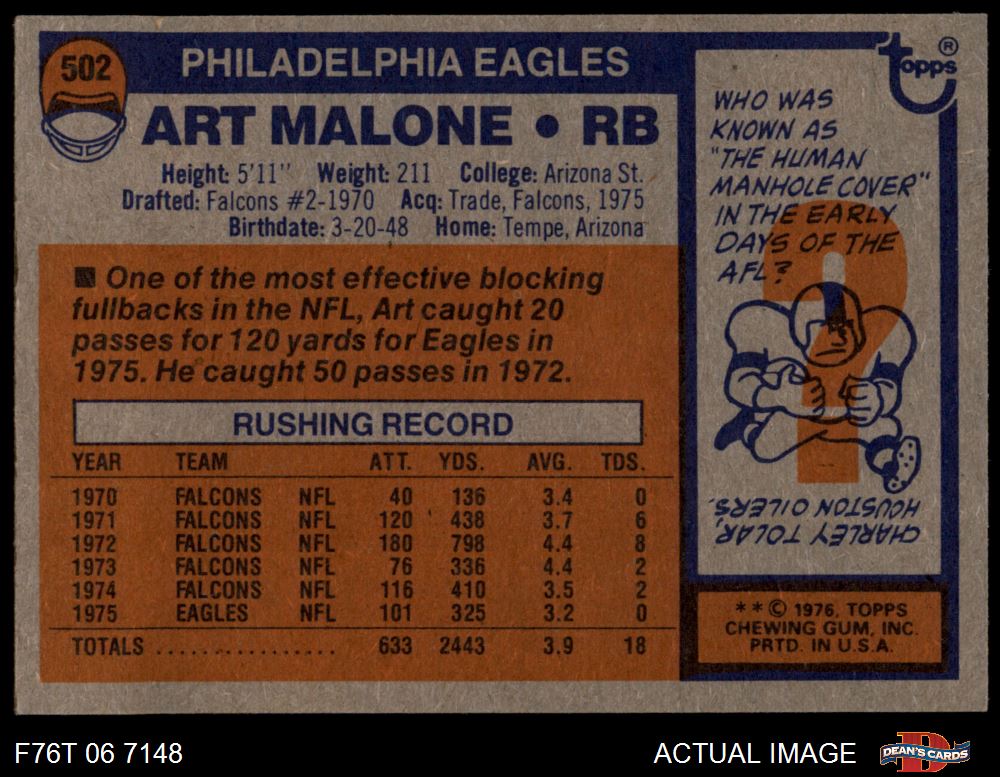 502
PHILADELPHIA EAGLES
ART MALONE • RB
Height: 5'11" Weight: 211 College: Arizona St.
Drafted: Falcons #2-1970 Acq: Trade, Falcons, 1975
Birthdate: 3-20-48 Home: Tempe, Arizona
■ One of the most effective blocking
fullbacks in the NFL, Art caught 20
passes for 120 yards for Eagles in
1975. He caught 50 passes in 1972.
RUSHING RECORD
YEAR TEAM ATT. YDS. AVG. TDS.
1970 FALCONS NFL 40 136 3.4 0
1971 FALCONS NFL 120 438 3.7 6
1972 FALCONS NFL 180 798 4.4 8
1973 FALCONS NFL 76 336 4.4 2
1974 FALCONS NFL 116 410 3.5 2
1975 EAGLES NFL 101 325 3.2 0
TOTALS ................ 633 2443 3.9 18
topps ®
WHO WAS
KNOWN AS
"THE HUMAN
MANHOLE COVER"
IN THE EARLY
DAYS OF THE
AFL?
?
CHARLEY TOLAR,
HOUSTON OILERS.
* * © 1976, TOPPS
CHEWING GUM, INC.
PRTD. IN U.S.A.
F76T 06 7148
ACTUAL IMAGE
D
DEAN'S CARDS